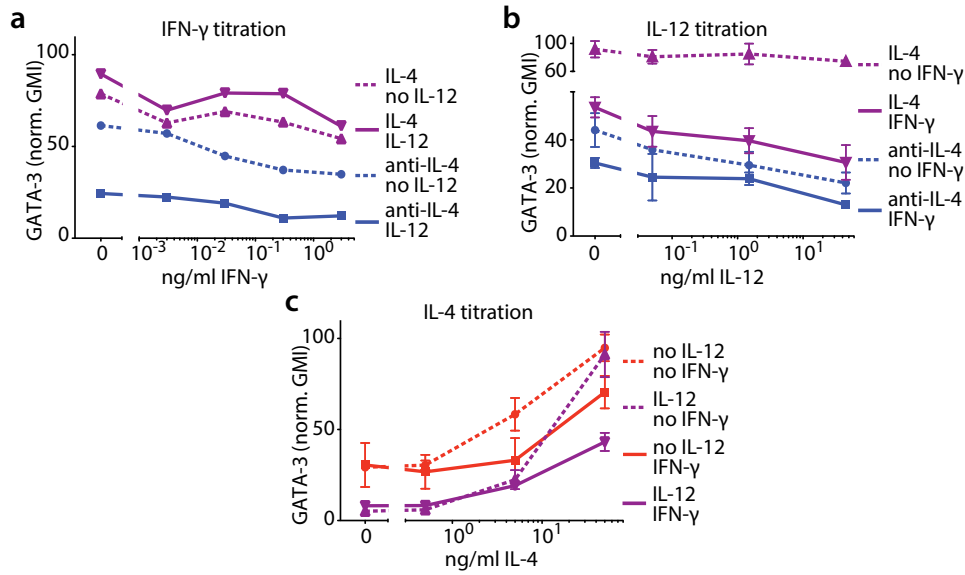 a
IFN-γ titration
GATA-3 (norm. GMI)
100
50
0
0
10⁻³
10⁻²
10⁻¹
10⁰
ng/ml IFN-γ
IL-4
no IL-12
IL-4
IL-12
anti-IL-4
no IL-12
anti-IL-4
IL-12
b
IL-12 titration
GATA-3 (norm. GMI)
100
60
40
20
0
0
10⁻¹
10⁰
10¹
ng/ml IL-12
IL-4
no IFN-γ
IL-4
IFN-γ
anti-IL-4
no IFN-γ
anti-IL-4
IFN-γ
c
IL-4 titration
GATA-3 (norm. GMI)
100
50
0
0
10⁰
10¹
ng/ml IL-4
no IL-12
no IFN-γ
IL-12
no IFN-γ
no IL-12
IFN-γ
IL-12
IFN-γ